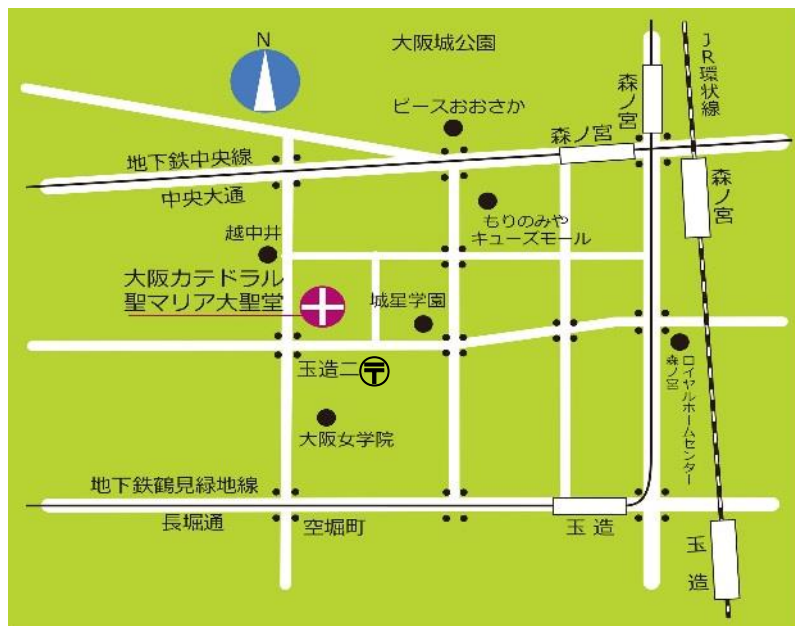 N
大阪城公園
JR環状線
森ノ宮
ピースおおさか
森ノ宮
地下鉄中央線
中央大通
森ノ宮
もりのみや
キューズモール
越中井
大阪カテドラル
聖マリア大聖堂
城星学園
玉造二
〒
ロイヤルホームセンター
森ノ宮
大阪女学院
地下鉄鶴見緑地線
長堀通
空堀町
玉造
玉造